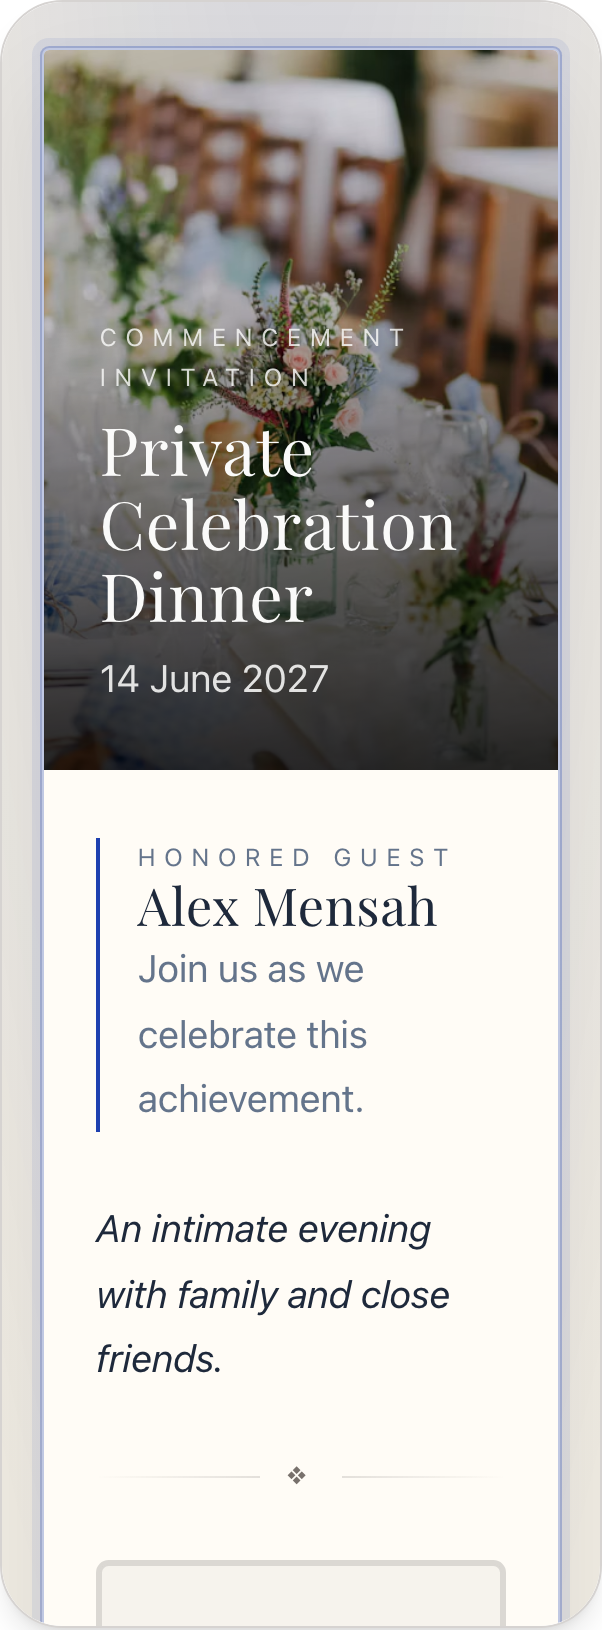 COMMENCEMENT
INVITATION
Private
Celebration
Dinner
14 June 2027
HONORED GUEST
Alex Mensah
Join us as we
celebrate this
achievement.
An intimate evening
with family and close
friends.